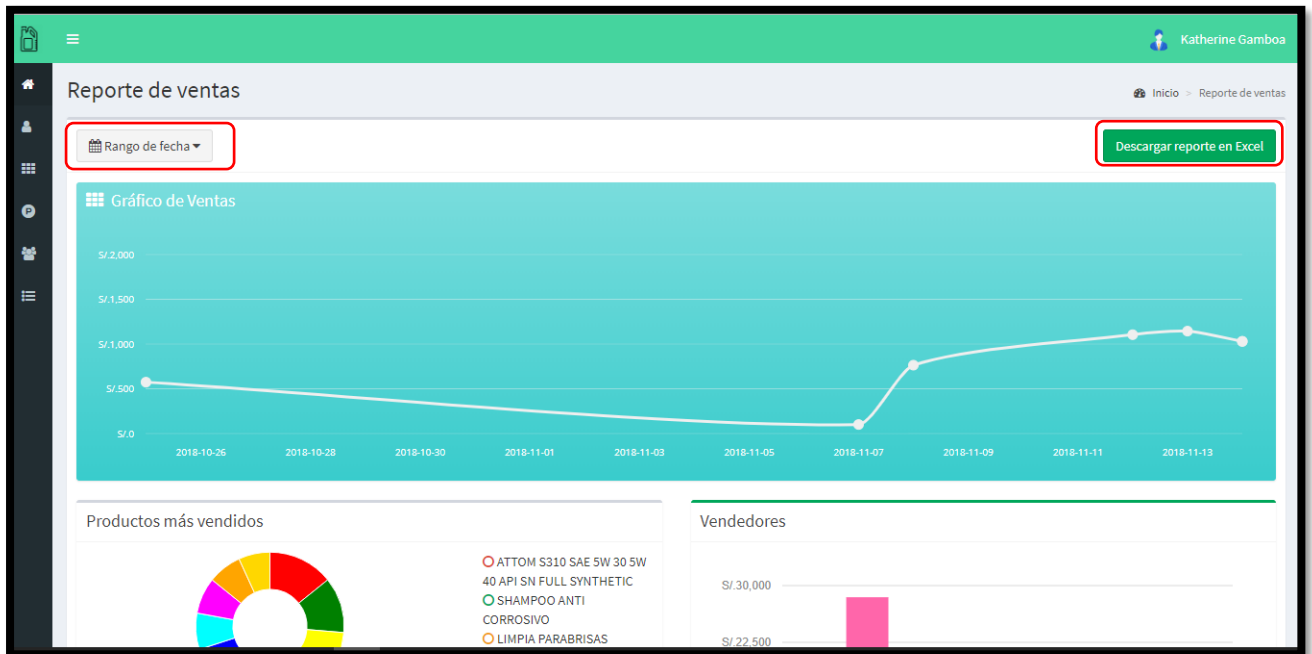 Katherine Gamboa
Reporte de ventas
Inicio > Reporte de ventas
Rango de fecha
Descargar reporte en Excel
Gráfico de Ventas
S/.2,000
S/.1,500
S/.1,000
S/.500
S/.0
2018-10-26 2018-10-28 2018-10-30 2018-11-01 2018-11-03 2018-11-05 2018-11-07 2018-11-09 2018-11-11 2018-11-13
Productos más vendidos
ATTOM S310 SAE 5W 30 5W
40 API SN FULL SYNTHETIC
SHAMPOO ANTI
CORROSIVO
LIMPIA PARABRISAS
Vendedores
S/.30,000
S/.22,500